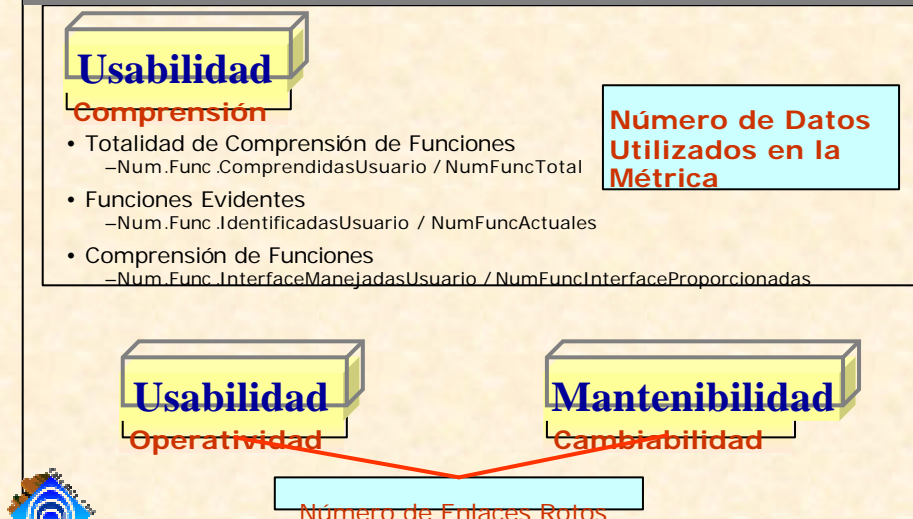 Usabilidad
Comprensión
• Totalidad de Comprensión de Funciones
–Num.Func.ComprendidasUsuario / NumFuncTotal
• Funciones Evidentes
–Num.Func.IdentificadasUsuario / NumFuncActuales
• Comprensión de Funciones
–Num.Func.InterfaceManejadasUsuario / NumFuncInterfaceProporcionadas
Número de Datos
Utilizados en la
Métrica
Usabilidad
Operatividad
Mantenibilidad
Cambiabilidad
Número de Enlaces Rotos